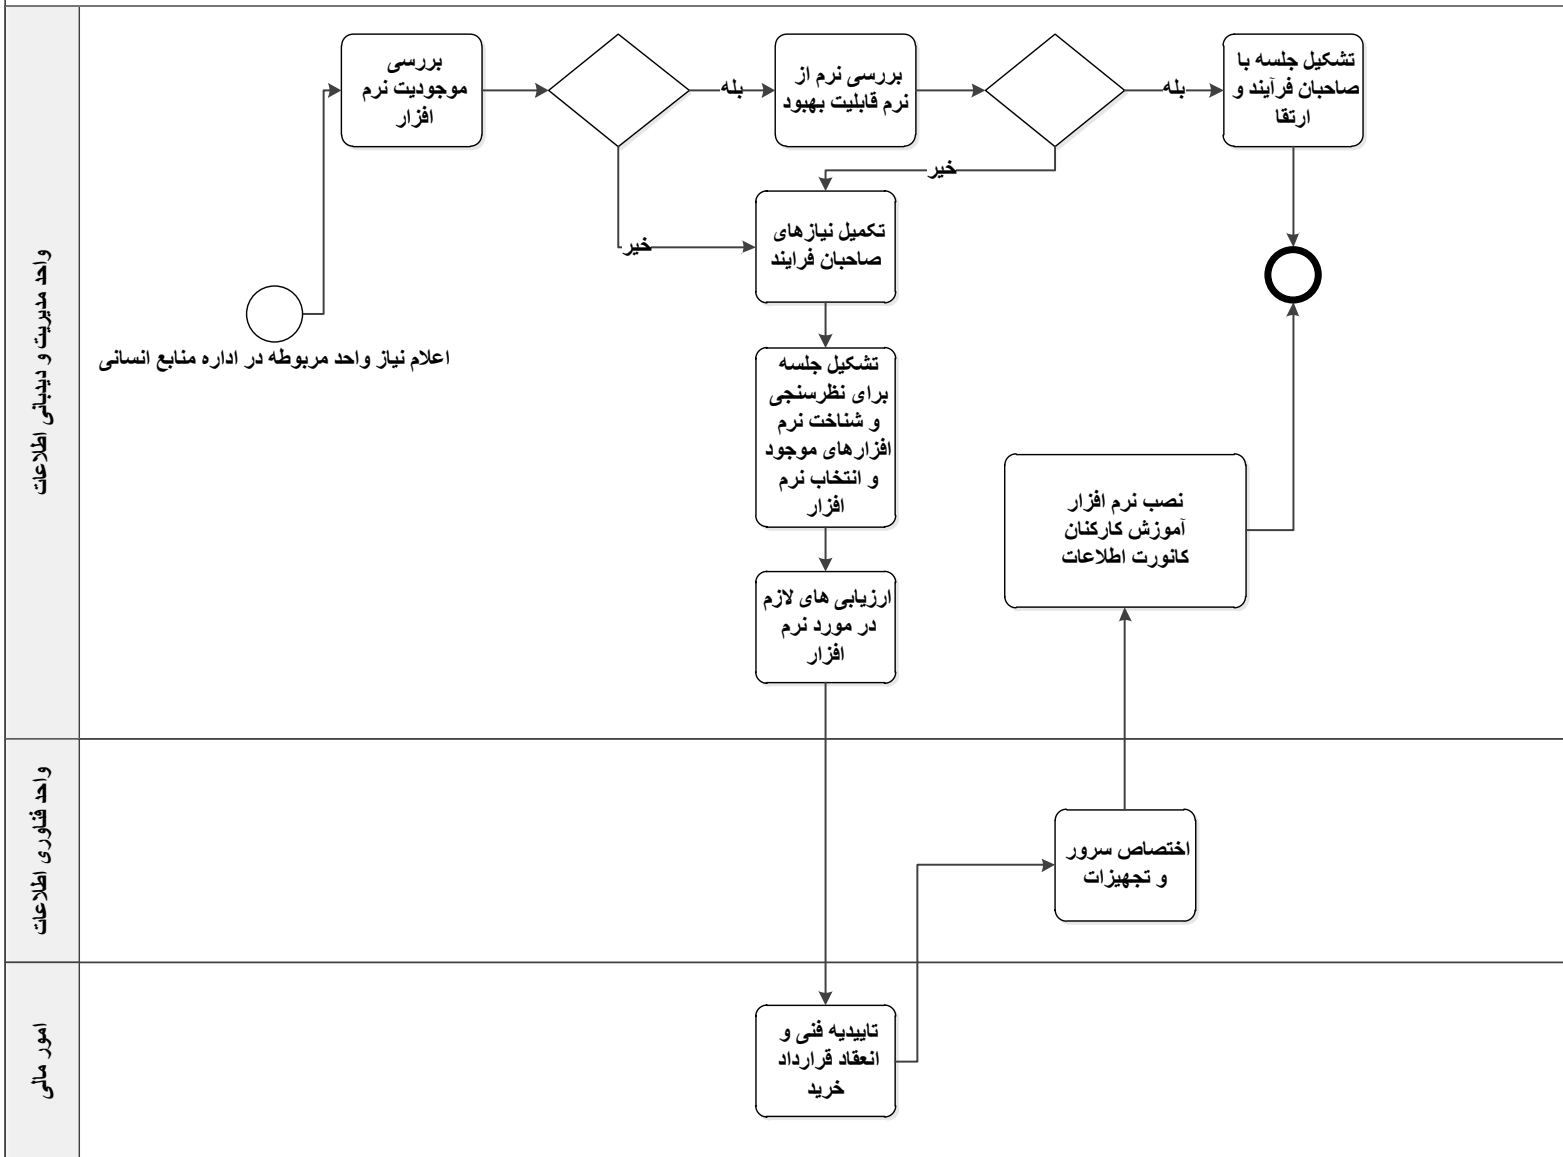 بررسی
موجودیت نرم
افزار
بله
بررسی نرم از
نرم قابلیت بهبود
بله
تشکیل جلسه با
صاحبان فرآیند و
ارتقا
خیر
خیر
تکمیل نیازهای
صاحبان فرایند
اعلام نیاز واحد مربوطه در اداره منابع انسانی
تشکیل جلسه
برای نظرسنجی
و شناخت نرم
افزارهای موجود
و انتخاب نرم
افزار
نصب نرم افزار
آموزش کارکنان
کانورت اطلاعات
ارزیابی های لازم
در مورد نرم
افزار
واحد مدیریت و دیدبانی اطلاعات
اختصاص سرور
و تجهیزات
واحد فناوری اطلاعات
تاییدیه فنی و
انعقاد قرارداد
خرید
امور مالی